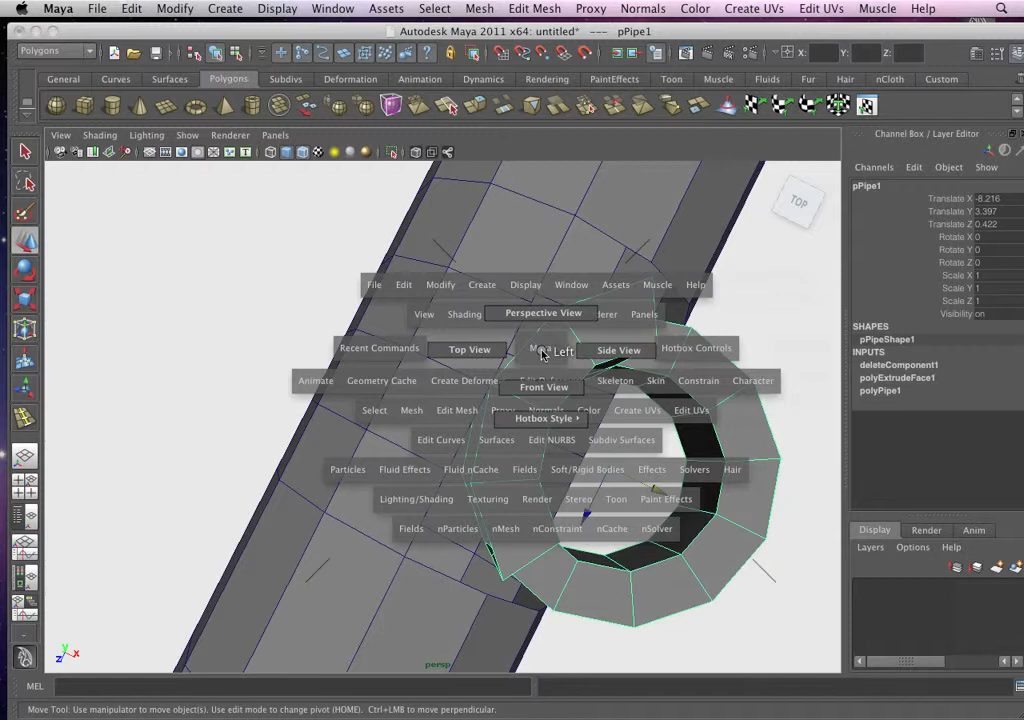 Maya File Edit Modify Create Display Window Assets Select Mesh Edit Mesh Proxy Normals Color Create UVs Edit UVs Muscle Help
Autodesk Maya 2011 x64: untitled* --- pPipe1
Polygons X: Y: Z:
General Curves Surfaces Polygons Subdivs Deformation Animation Dynamics Rendering PaintEffects Toon Muscle Fluids Fur Hair nCloth Custom
View Shading Lighting Show Renderer Panels
Channel Box / Layer Editor
Channels Edit Object Show
pPipe1
Translate X -8.216
Translate Y 3.397
Translate Z 0.422
Rotate X 0
Rotate Y 0
Rotate Z 0
Scale X 1
Scale Y 1
Scale Z 1
Visibility on
SHAPES
pPipeShape1
INPUTS
deleteComponent1
polyExtrudeFace1
polyPipe1
TOP
File Edit Modify Create Display Window Assets Muscle Help
View Shading Perspective View derer Panels
Recent Commands Top View Left Side View Hotbox Controls
Animate Geometry Cache Create Deforme Skeleton Skin Constrain Character
Front View
Select Mesh Edit Mesh Proxy Normals Color Create UVs Edit UVs
Hotbox Style
Edit Curves Surfaces Edit NURBS Subdiv Surfaces
Particles Fluid Effects Fluid nCache Fields Soft/Rigid Bodies Effects Solvers Hair
Lighting/Shading Texturing Render Stereo Toon Paint Effects
Fields nParticles nMesh nConstraint nCache nSolver
Display Render Anim
Layers Options Help
y
z x
persp
MEL
Move Tool: Use manipulator to move object(s). Use edit mode to change pivot (HOME). Ctrl+LMB to move perpendicular.